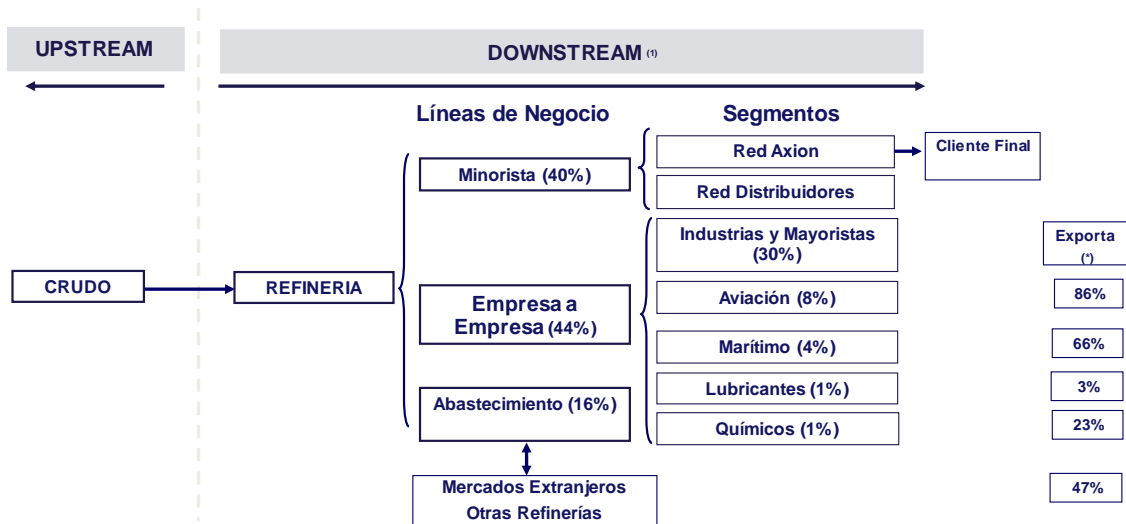 UPSTREAM
DOWNSTREAM (1)
Líneas de Negocio
Segmentos
Minorista (40%)
Red Axion
Cliente Final
Red Distribuidores
Industrias y Mayoristas
(30%)
Exporta
(*)
CRUDO
REFINERIA
Empresa a
Empresa (44%)
Aviación (8%)
86%
Marítimo (4%)
66%
Abastecimiento (16%)
Lubricantes (1%)
3%
Químicos (1%)
23%
Mercados Extranjeros
Otras Refinerías
47%